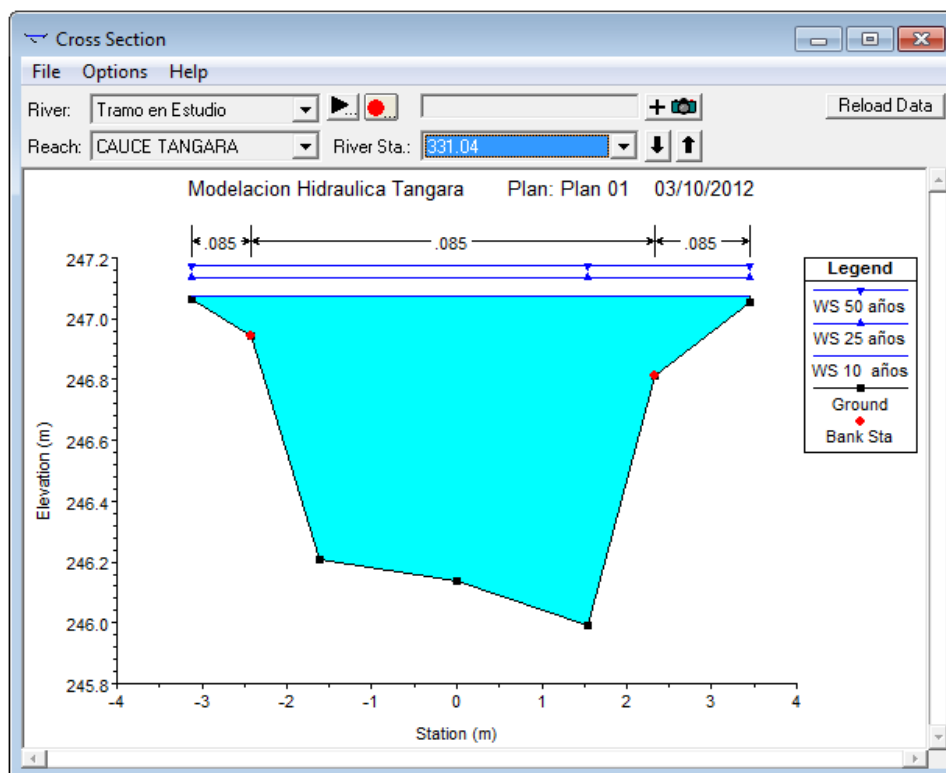 Cross Section
File Options Help
River: Tramo en Estudio Reload Data
Reach: CAUCE TANGARA River Sta.: 331.04
Modelacion Hidraulica Tangara Plan: Plan 01 03/10/2012
.085 .085 .085
247.2
247.0
246.8
246.6
246.4
246.2
246.0
245.8
Elevation (m)
-4 -3 -2 -1 0 1 2 3 4
Station (m)
Legend
WS 50 años
WS 25 años
WS 10 años
Ground
Bank Sta